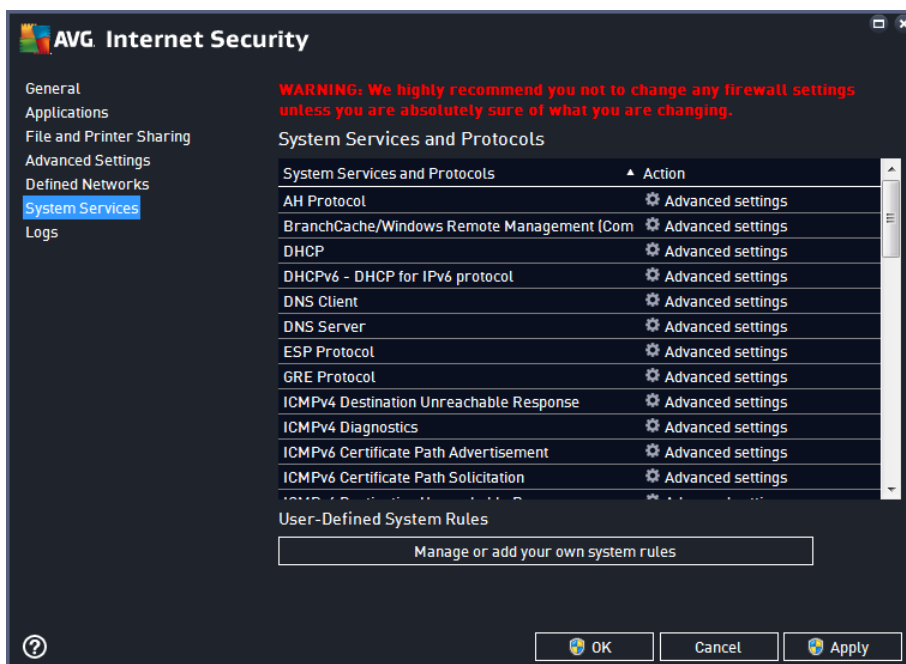 AVG Internet Security
General
Applications
File and Printer Sharing
Advanced Settings
Defined Networks
System Services
Logs
WARNING: We highly recommend you not to change any firewall settings
unless you are absolutely sure of what you are changing.
System Services and Protocols
System Services and Protocols Action
AH Protocol Advanced settings
BranchCache/Windows Remote Management (Com Advanced settings
DHCP Advanced settings
DHCPv6 - DHCP for IPv6 protocol Advanced settings
DNS Client Advanced settings
DNS Server Advanced settings
ESP Protocol Advanced settings
GRE Protocol Advanced settings
ICMPv4 Destination Unreachable Response Advanced settings
ICMPv4 Diagnostics Advanced settings
ICMPv6 Certificate Path Advertisement Advanced settings
ICMPv6 Certificate Path Solicitation Advanced settings
User-Defined System Rules
Manage or add your own system rules
OK Cancel Apply